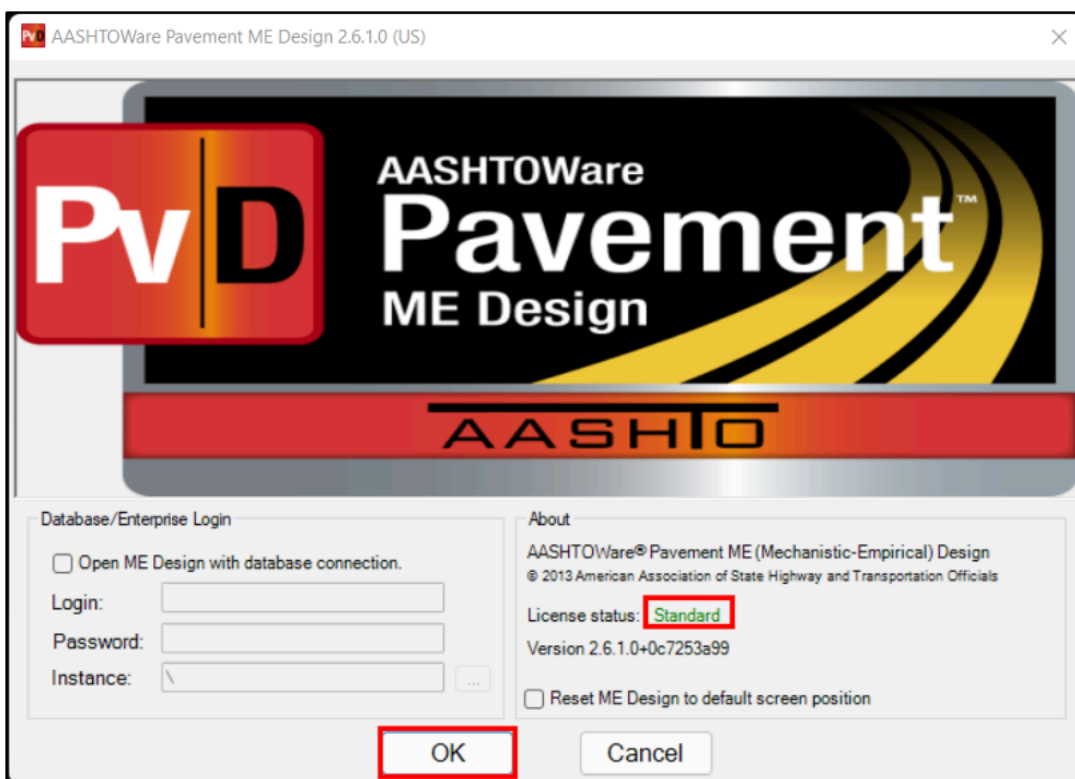 PvD AASHTOWare Pavement ME Design 2.6.1.0 (US)
PvD
AASHTOWare
Pavement™
ME Design
AASHTO
Database/Enterprise Login
Open ME Design with database connection.
Login:
Password:
Instance: \ ...
About
AASHTOWare® Pavement ME (Mechanistic-Empirical) Design
© 2013 American Association of State Highway and Transportation Officials
License status: Standard
Version 2.6.1.0+0c7253a99
Reset ME Design to default screen position
OK
Cancel